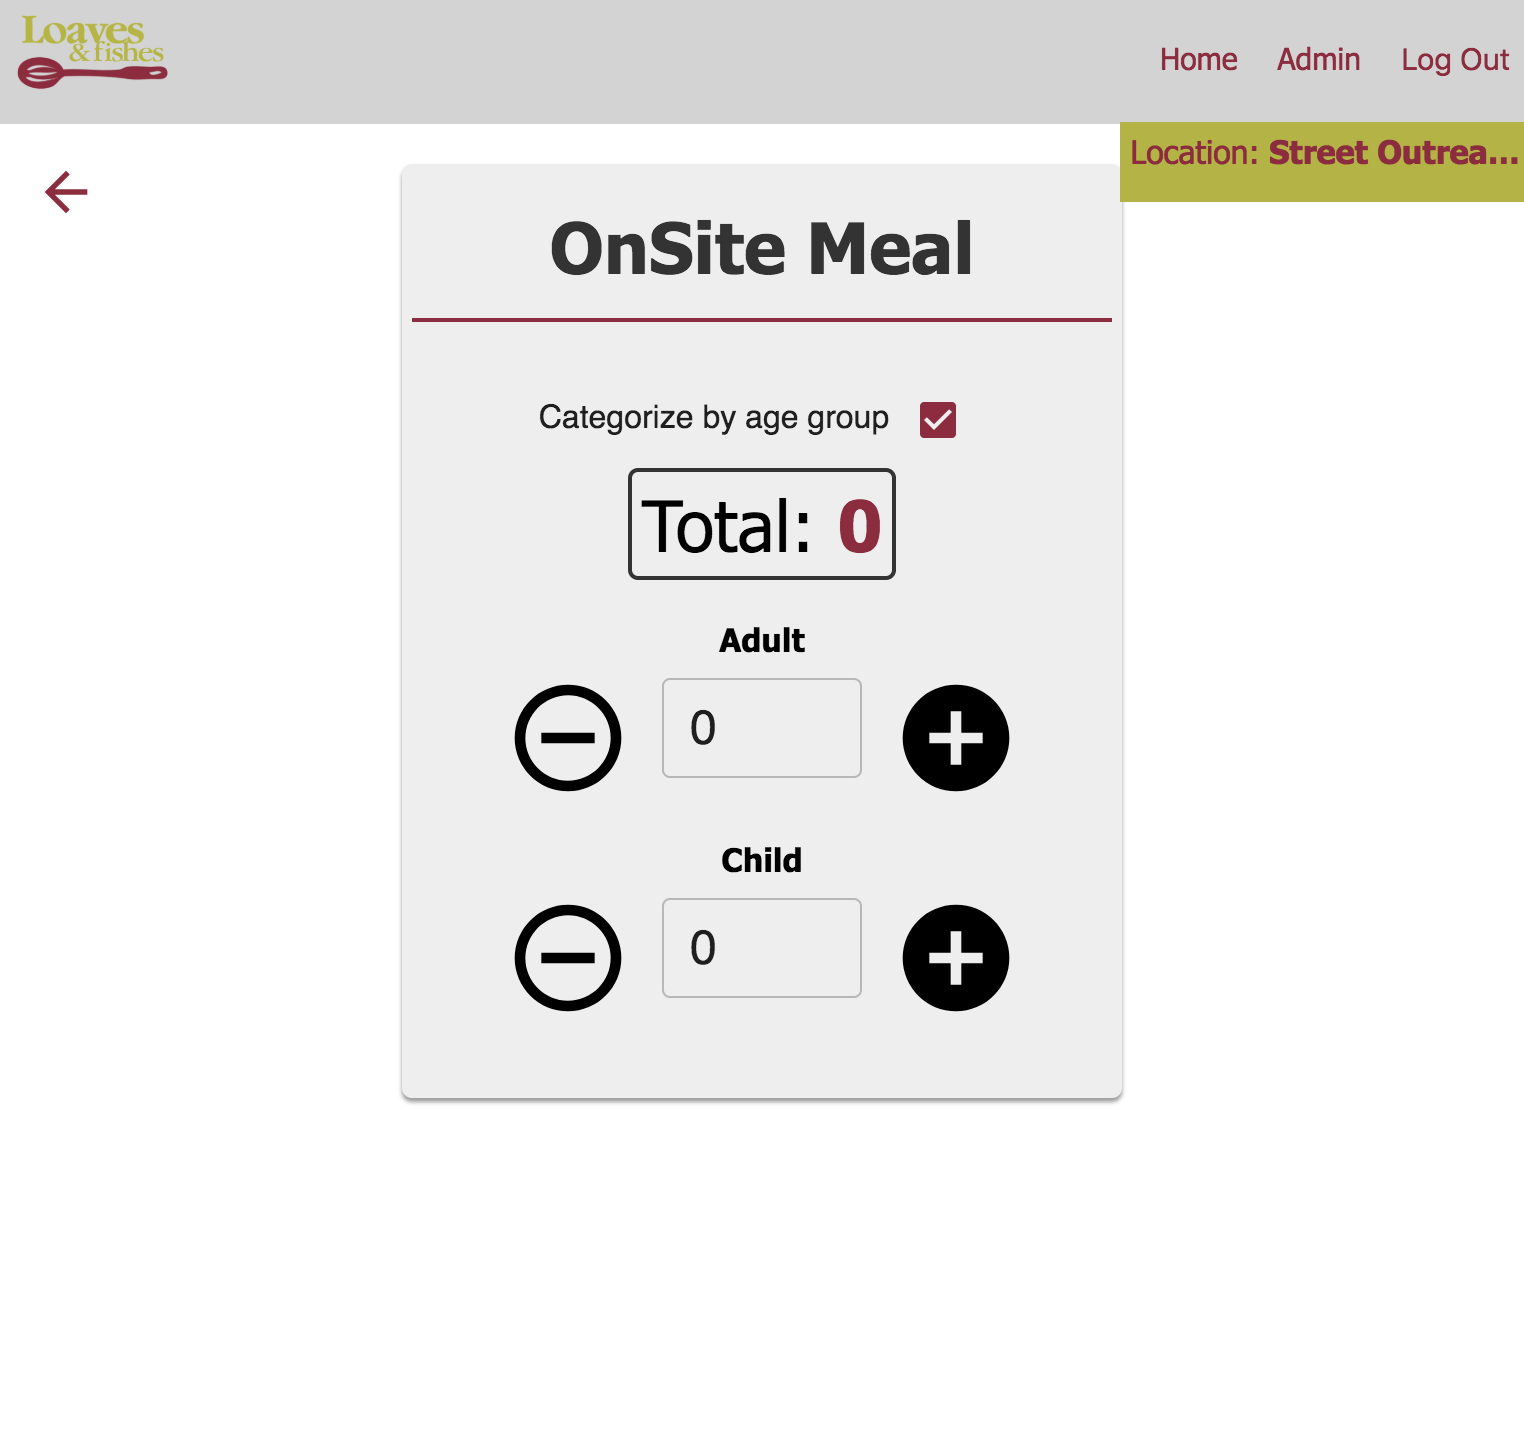 Loaves
& fishes
Home Admin Log Out
Location: Street Outrea...
OnSite Meal
Categorize by age group
Total: 0
Adult
0
Child
0